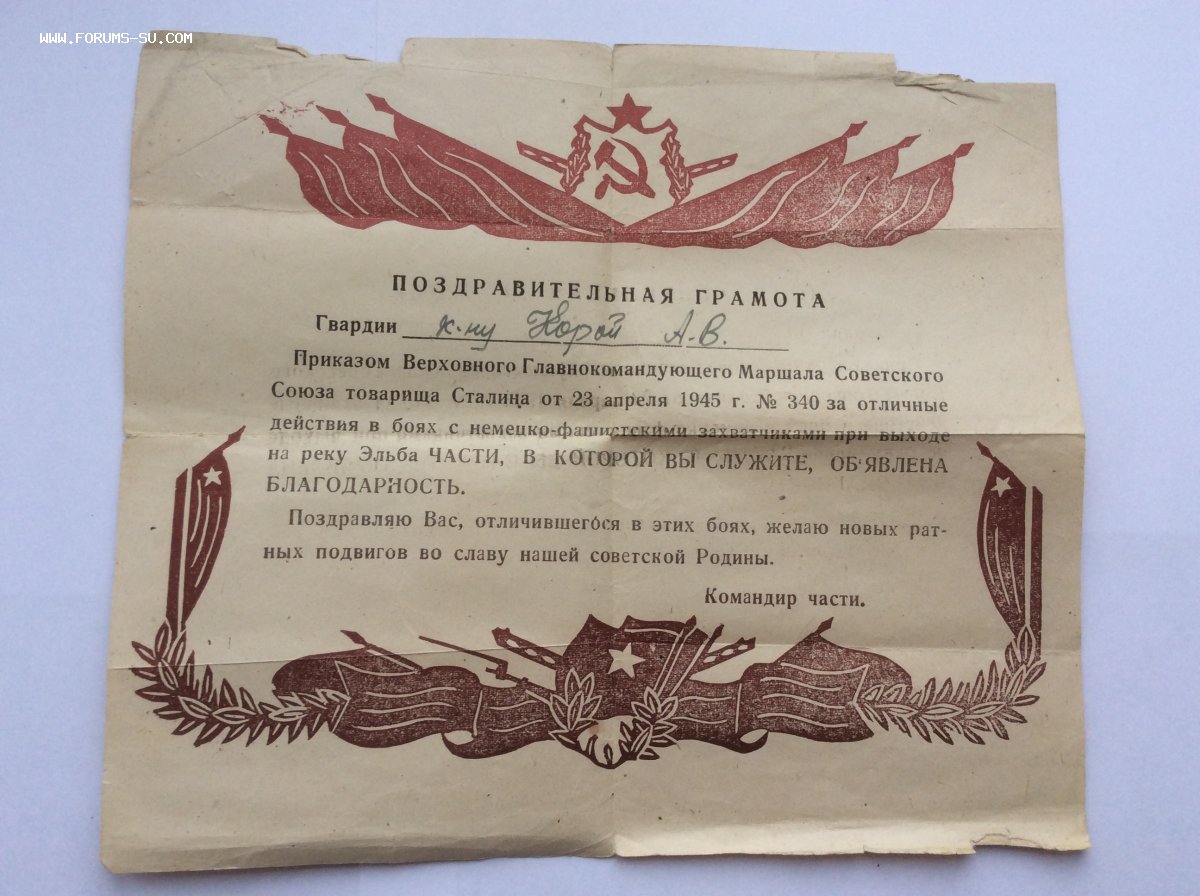 WWW.FORUMS-SU.COM
ПОЗДРАВИТЕЛЬНАЯ ГРАМОТА
Гвардии к-ну Корой А.В.
Приказом Верховного Главнокомандующего Маршала Советского
Союза товарища Сталина от 23 апреля 1945 г. № 340 за отличные
действия в боях с немецко-фашистскими захватчиками при выходе
на реку Эльба ЧАСТИ, В КОТОРОЙ ВЫ СЛУЖИТЕ, ОБ'ЯВЛЕНА
БЛАГОДАРНОСТЬ.
Поздравляю Вас, отличившегося в этих боях, желаю новых рат-
ных подвигов во славу нашей советской Родины.
Командир части.